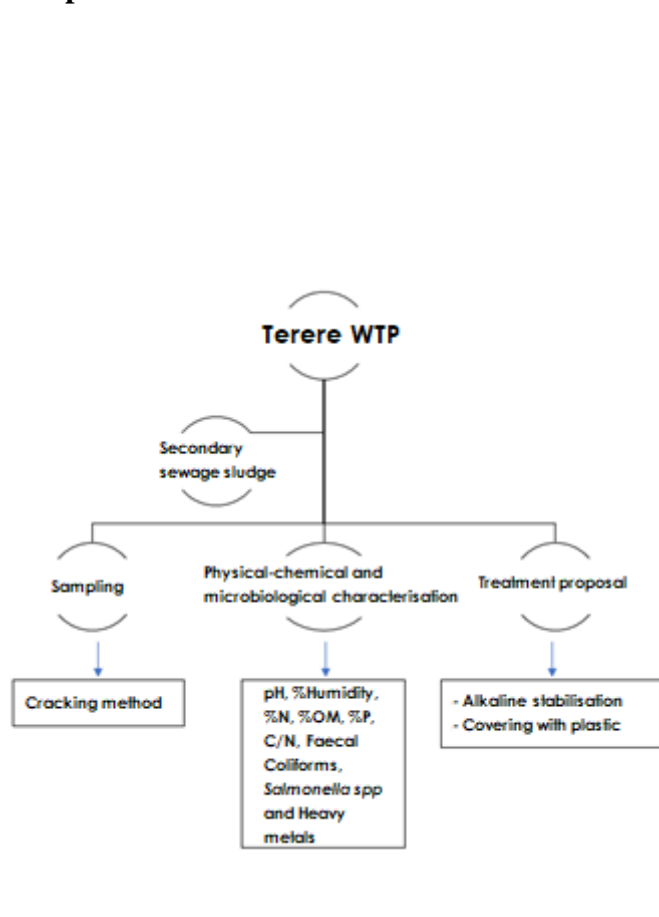 Terere WTP
Secondary
sewage sludge
Sampling
Physical-chemical and
microbiological characterisation
Treatment proposal
Cracking method
pH, %Humidity,
%N, %OM, %P,
C/N, Faecal
Coliforms,
Salmonella spp
and Heavy
metals
- Alkaline stabilisation
- Covering with plastic